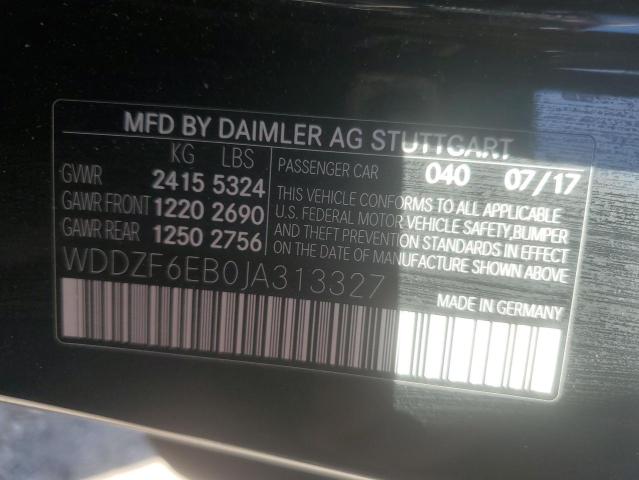 MFD BY DAIMLER AG STUTTGART
KG LBS
GVWR 2415 5324
GAWR FRONT 1220 2690
GAWR REAR 1250 2756
PASSENGER CAR 040 07/17
THIS VEHICLE CONFORMS TO ALL APPLICABLE
U.S. FEDERAL MOTOR VEHICLE SAFETY,BUMPER
AND THEFT PREVENTION STANDARDS IN EFFECT
ON THE DATE OF MANUFACTURE SHOWN ABOVE
WDDZF6EB0JA313327
MADE IN GERMANY